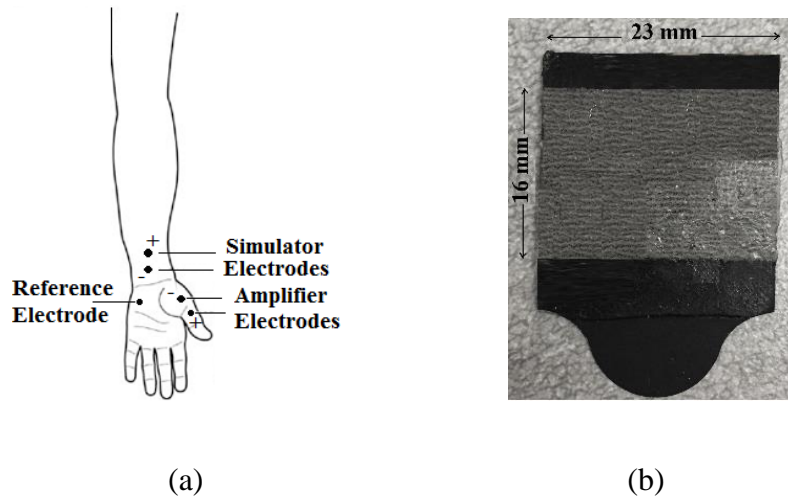 +
Simulator
- Electrodes
Reference
Electrode
- Amplifier
+ Electrodes
23 mm
16 mm
(a)
(b)